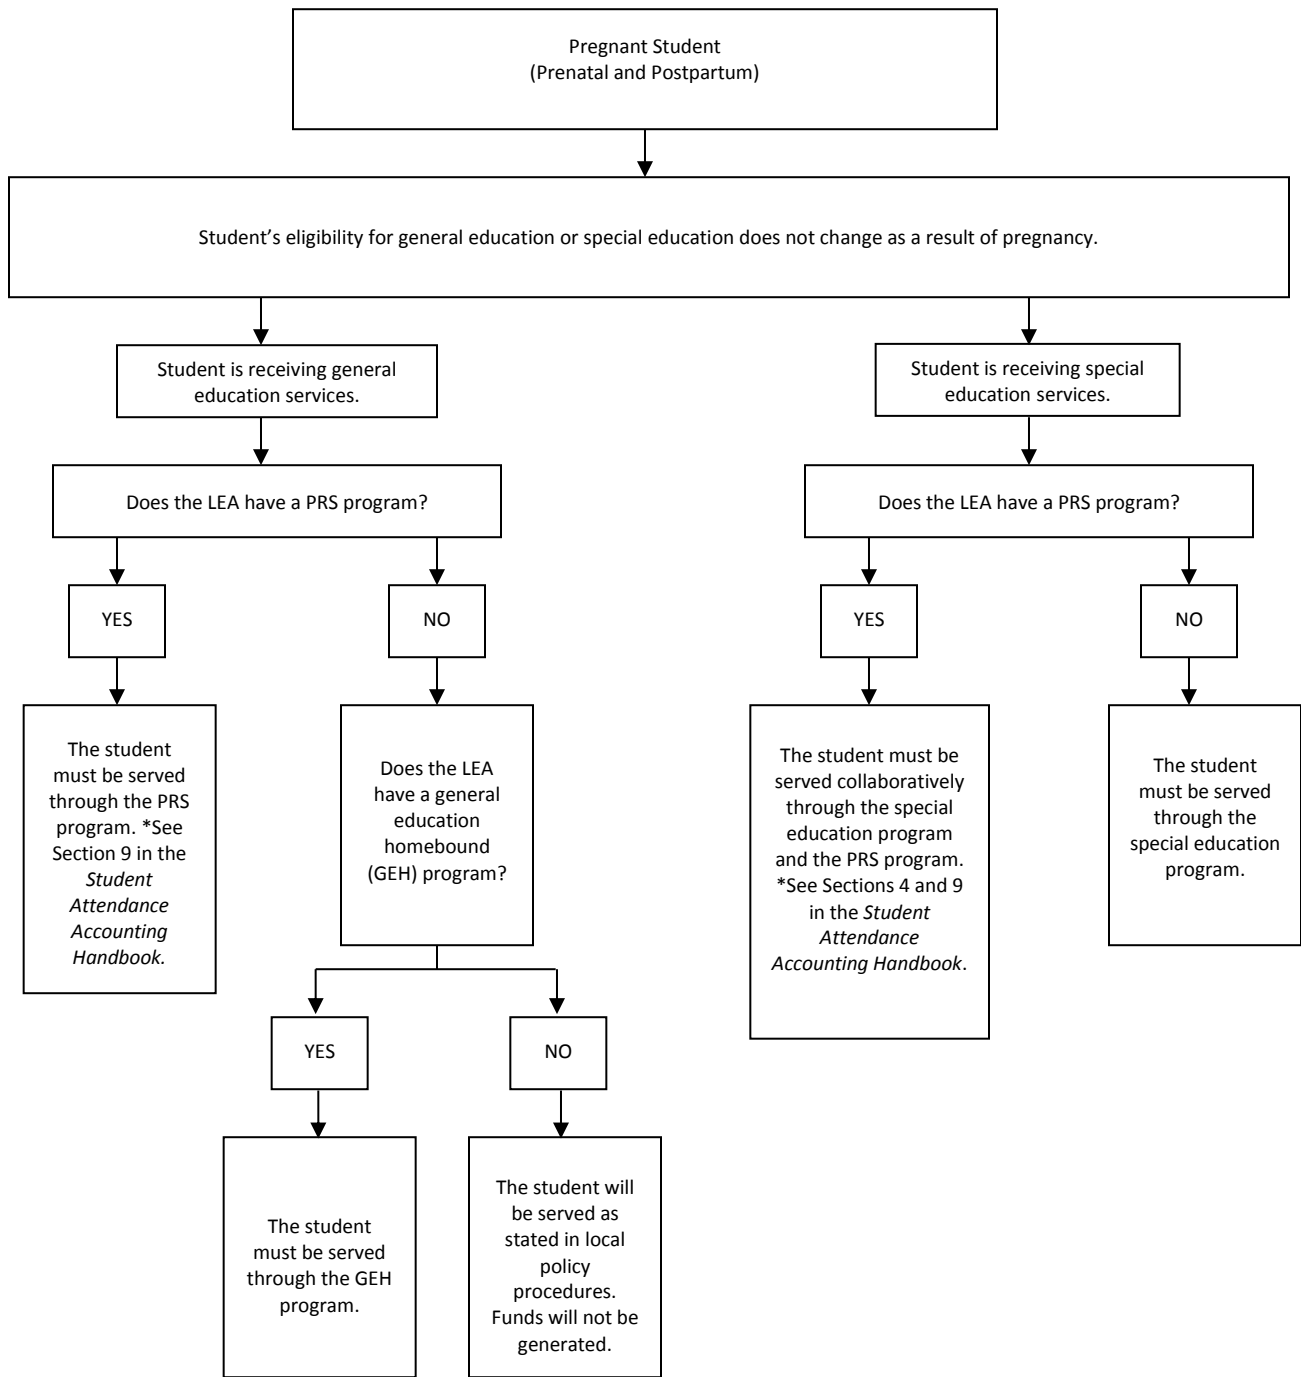 Pregnant Student
(Prenatal and Postpartum)
Student’s eligibility for general education or special education does not change as a result of pregnancy.
Student is receiving general
education services.
Student is receiving special
education services.
Does the LEA have a PRS program?
Does the LEA have a PRS program?
YES
NO
YES
NO
The student
must be served
through the PRS
program. *See
Section 9 in the
Student
Attendance
Accounting
Handbook.
Does the LEA
have a general
education
homebound
(GEH) program?
The student must be
served collaboratively
through the special
education program
and the PRS program.
*See Sections 4 and 9
in the Student
Attendance
Accounting Handbook.
The student
must be served
through the
special education
program.
YES
NO
The student
must be served
through the GEH
program.
The student will
be served as
stated in local
policy
procedures.
Funds will not be
generated.